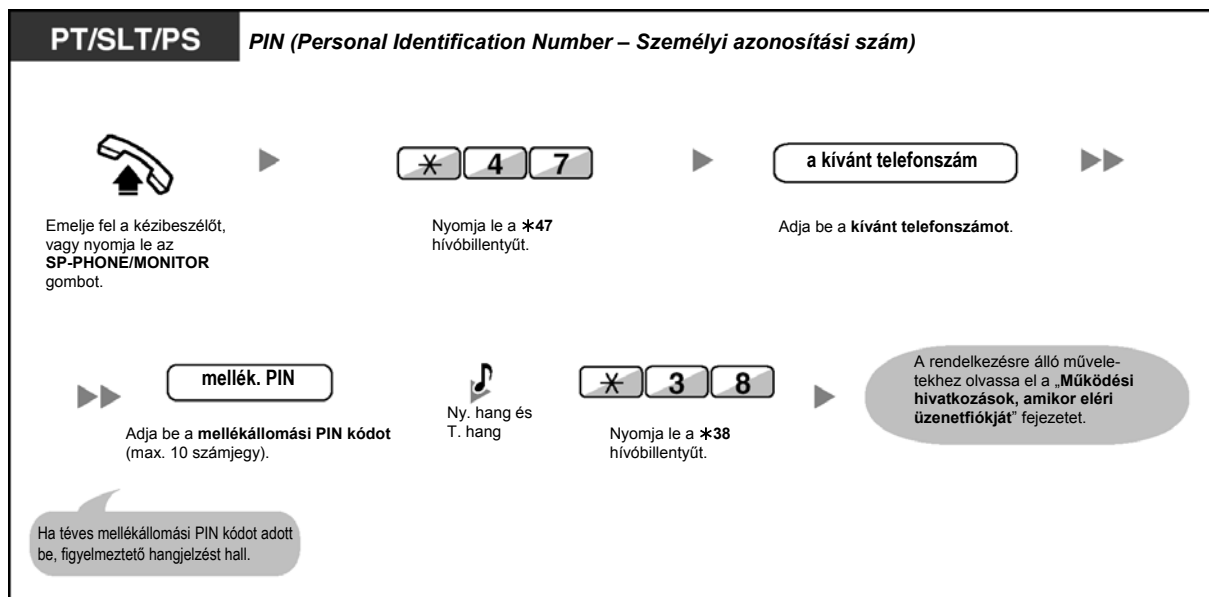 PT/SLT/PS
PIN (Personal Identification Number – Személyi azonosítási szám)
✳ 4 7
a kívánt telefonszám
Emelje fel a kézibeszélőt,
vagy nyomja le az
SP-PHONE/MONITOR
gombot.
Nyomja le a ✳47
hívóbillentyűt.
Adja be a kívánt telefonszámot.
mellék. PIN
Adja be a mellékállomási PIN kódot
(max. 10 számjegy).
Ny. hang és
T. hang
✳ 3 8
Nyomja le a ✳38
hívóbillentyűt.
A rendelkezésre álló művele-
tekhez olvassa el a „Működési
hivatkozások, amikor eléri
üzenetfiókját” fejezetet.
Ha téves mellékállomási PIN kódot adott
be, figyelmeztető hangjelzést hall.